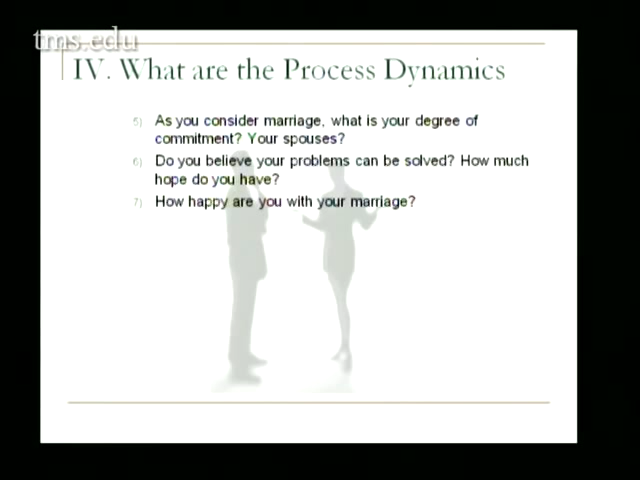 tms.edu
IV. What are the Process Dynamics
5) As you consider marriage, what is your degree of
commitment? Your spouses?
6) Do you believe your problems can be solved? How much
hope do you have?
7) How happy are you with your marriage?